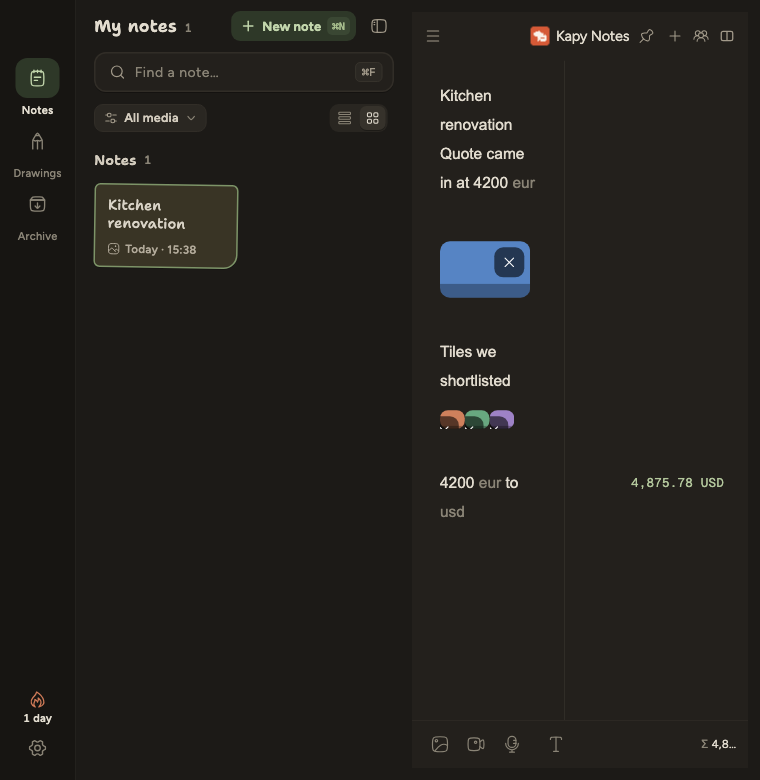 My notes 1
New note ⌘N
Find a note... ⌘F
All media
Notes 1
Kitchen
renovation
Today · 15:38
Notes
Drawings
Archive
1 day
Kapy Notes
Kitchen
renovation
Quote came
in at 4200 eur
Tiles we
shortlisted
4200 eur to
usd
4,875.78 USD
Σ 4,8...